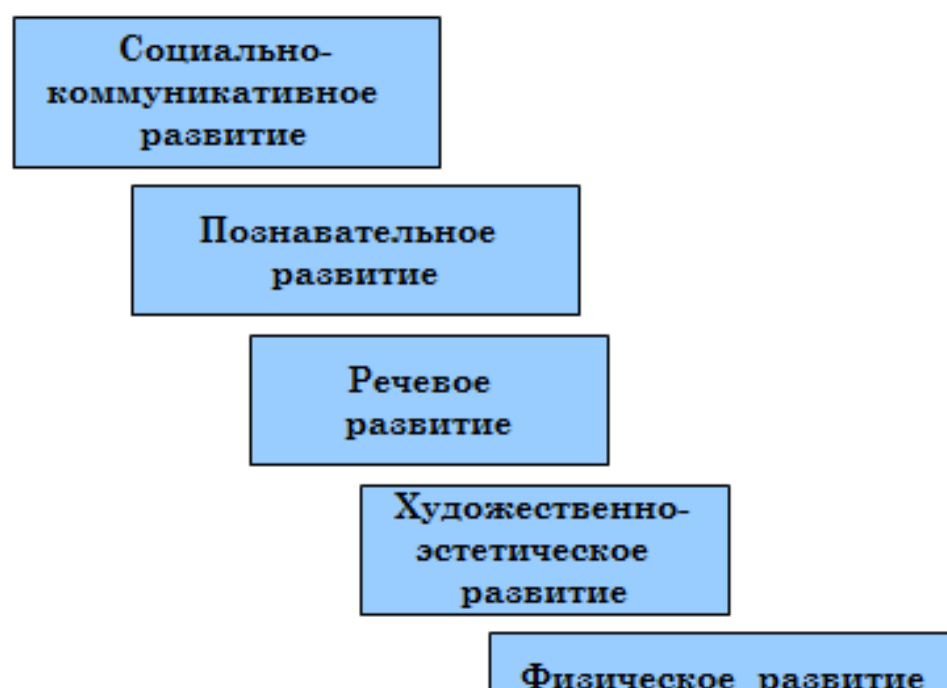 Социально-
коммуникативное
развитие
Познавательное
развитие
Речевое
развитие
Художественно-
эстетическое
развитие
Физическое развитие